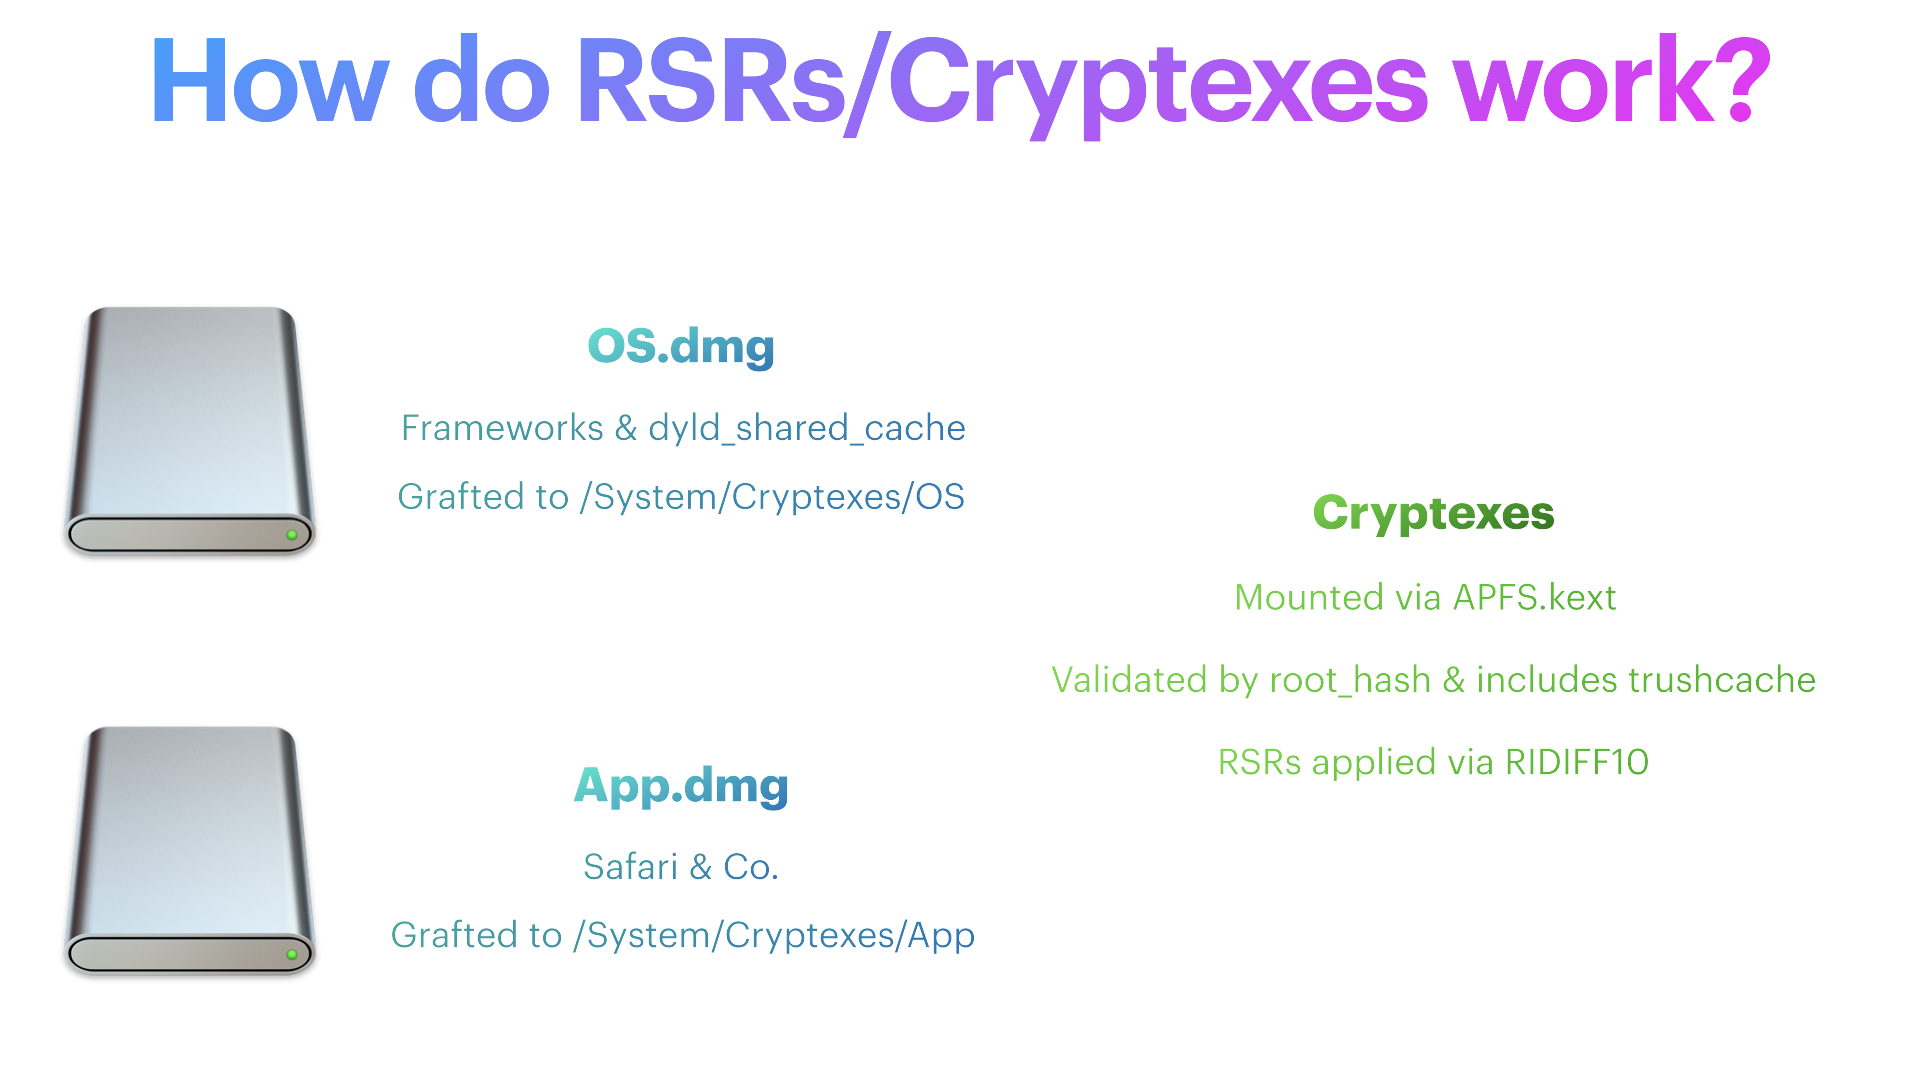 How do RSRs/Cryptexes work?
OS.dmg
Frameworks & dyld_shared_cache
Grafted to /System/Cryptexes/OS
App.dmg
Safari & Co.
Grafted to /System/Cryptexes/App
Cryptexes
Mounted via APFS.kext
Validated by root_hash & includes trushcache
RSRs applied via RIDIFF10